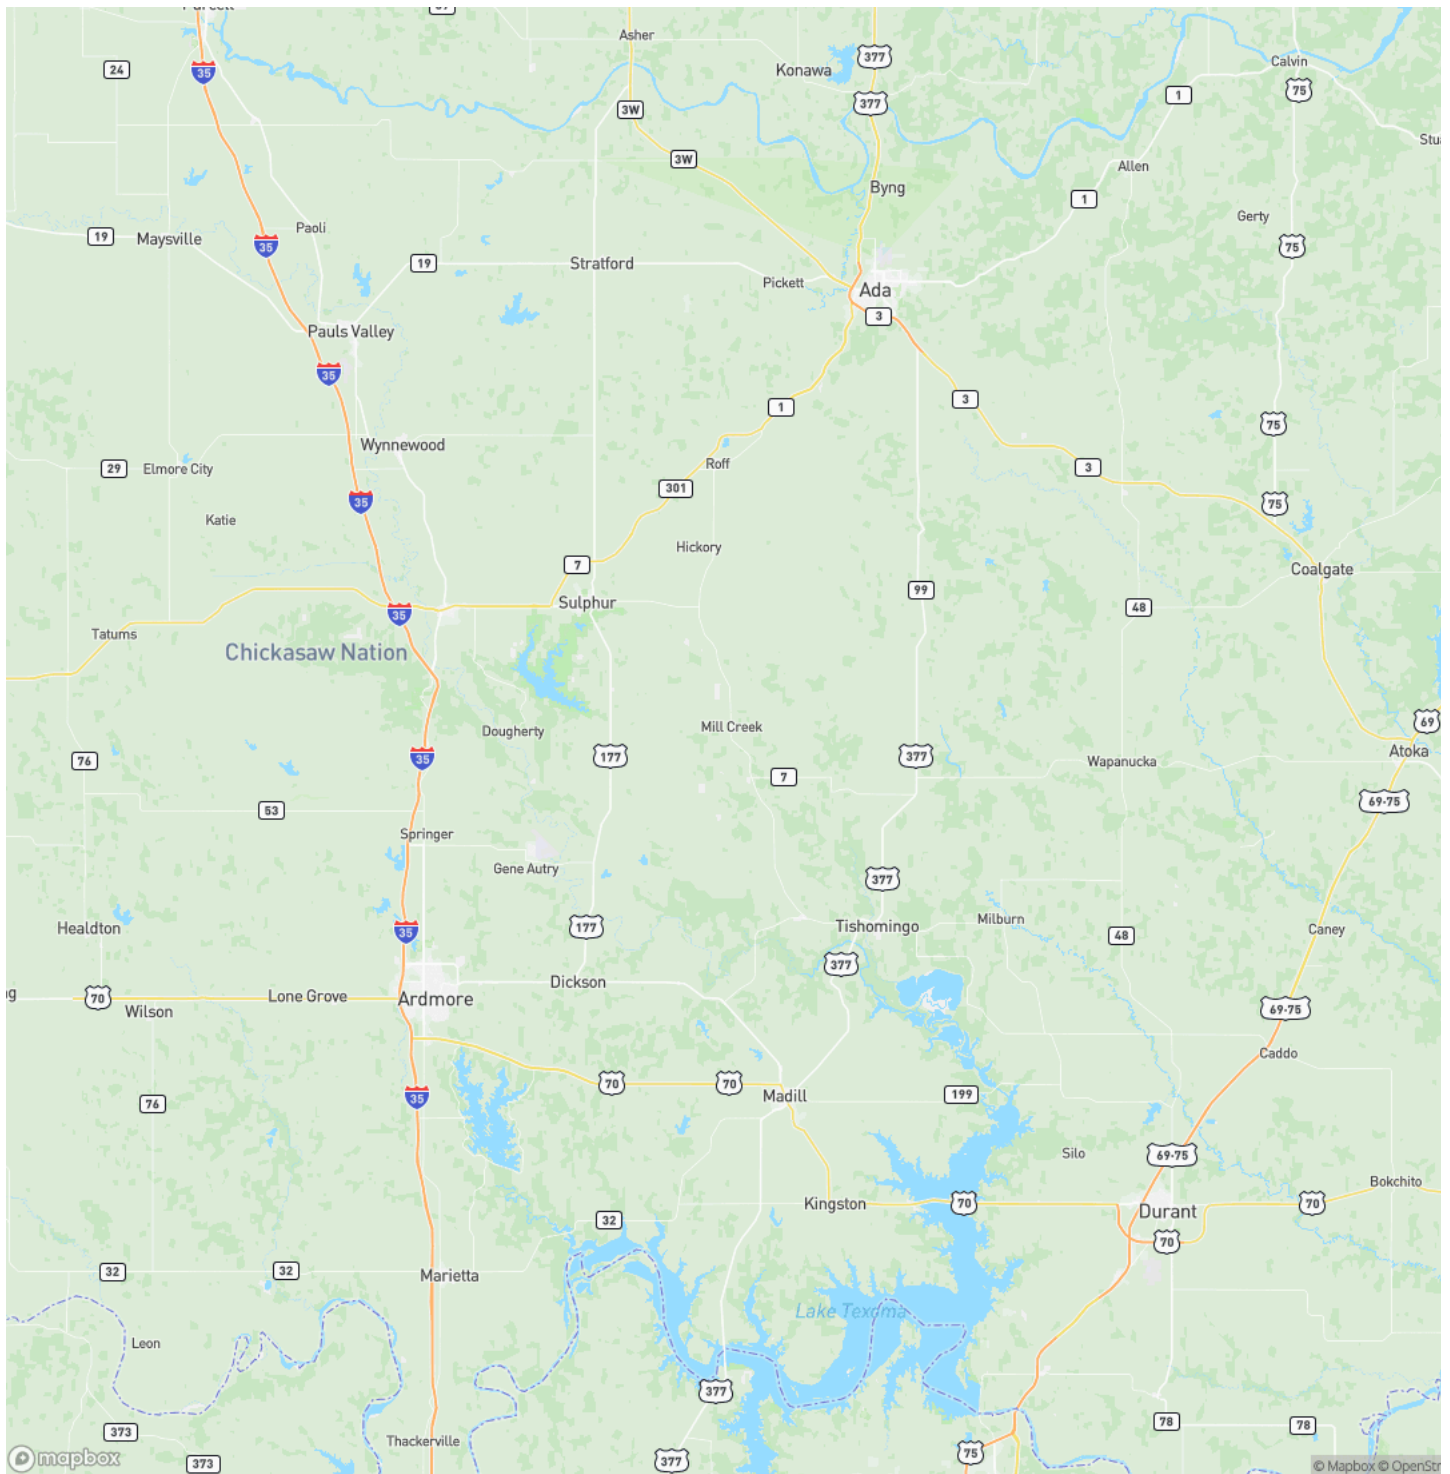 Purcell
37
Asher
Konawa
377
Calvin
24
35
75
377
1
3W
Stu
3W
Allen
Byng
1
Gerty
Paoli
19
Maysville
35
75
19
Stratford
Pickett
Ada
3
Pauls Valley
35
3
1
75
Wynnewood
Roff
29
Elmore City
3
301
35
75
Katie
Hickory
7
Coalgate
99
Sulphur
48
35
Tatums
Chickasaw Nation
69
Mill Creek
Dougherty
Atoka
177
377
35
76
Wapanucka
7
69-75
53
Springer
Gene Autry
377
Milburn
Tishomingo
177
Healdton
Caney
35
48
377
Dickson
Lone Grove
og
70
Ardmore
Wilson
69-75
Caddo
70
70
199
Madill
35
76
Silo
69-75
Bokchito
70
70
Kingston
Durant
32
70
32
32
Marietta
Lake Texoma
Leon
377
78
78
373
Thackerville
75
377
373
mapbox
© Mapbox © OpenStr